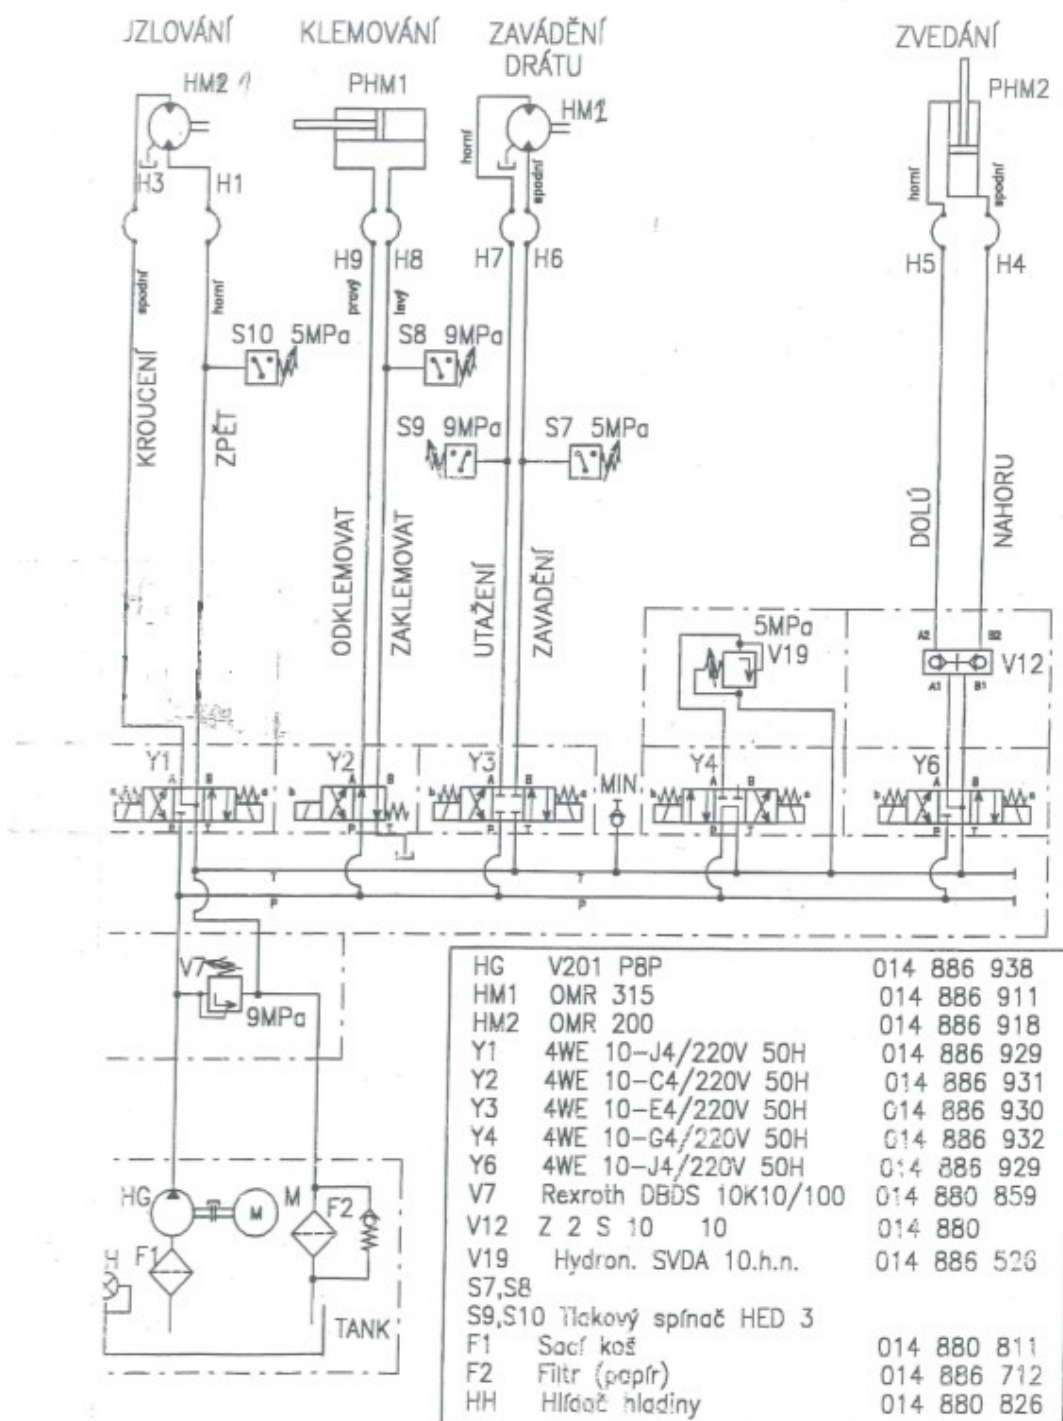 JZLOVÁNÍ
KLEMOVÁNÍ
ZAVÁDĚNÍ
DRÁTU
ZVEDÁNÍ
HM2 1
PHM1
HM1
PHM2
H3
H1
horní
spodní
horní
spodní
H9
H8
H7
H6
H5
H4
spodní
horní
pravý
levý
S10 5MPa
S8 9MPa
S9 9MPa
S7 5MPa
KROUCENÍ
ZPĚT
ODKLEMOVAT
ZAKLEMOVAT
UTAŽENÍ
ZAVADĚNÍ
DOLŮ
NAHORU
5MPa
V19
A2
B2
V12
A1
B1
Y1
Y2
Y3
MIN
Y4
Y6
A B
A B
A B
A
A B
a b a b a b a b a
P T
P T
P T
P
P T
T
T
P
P
V7
9MPa
HG
M
M
F2
F1
H
TANK
HG V201 P8P 014 886 938
HM1 OMR 315 014 886 911
HM2 OMR 200 014 886 918
Y1 4WE 10-J4/220V 50H 014 886 929
Y2 4WE 10-C4/220V 50H 014 886 931
Y3 4WE 10-E4/220V 50H 014 886 930
Y4 4WE 10-G4/220V 50H 014 886 932
Y6 4WE 10-J4/220V 50H 014 886 929
V7 Rexroth DBDS 10K10/100 014 880 859
V12 Z 2 S 10 10 014 880
V19 Hydron. SVDA 10.h.n. 014 886 526
S7,S8
S9,S10 Tlakový spínač HED 3
F1 Sací koš 014 880 811
F2 Filtr (papír) 014 886 712
HH Hlídač hladiny 014 880 826